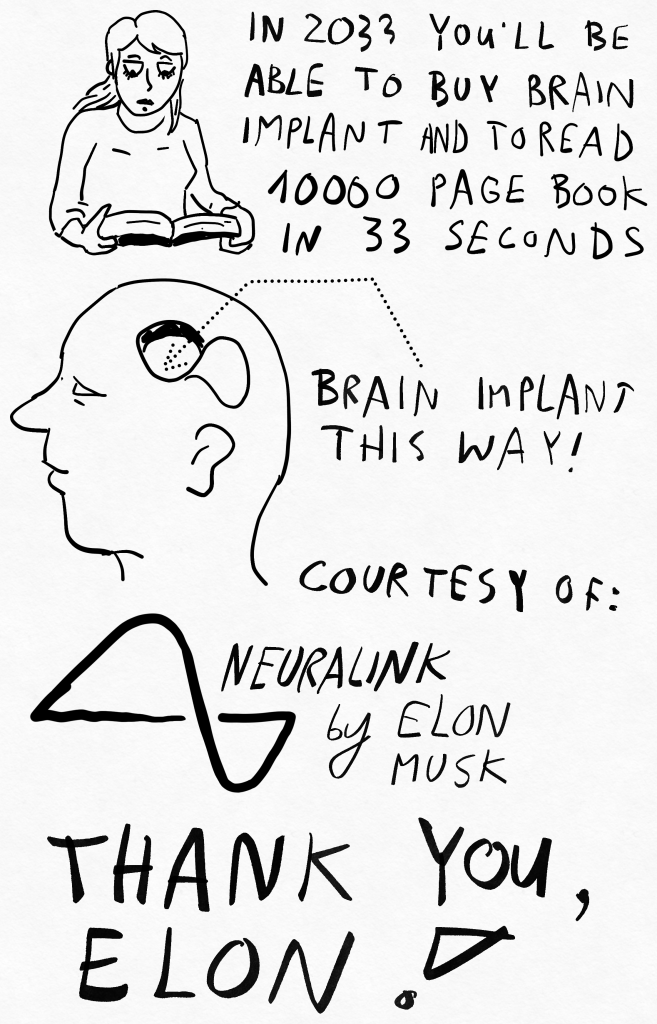 IN 2033 YOU'LL BE
ABLE TO BUY BRAIN
IMPLANT AND TO READ
10000 PAGE BOOK
IN 33 SECONDS
BRAIN IMPLANT
THIS WAY!
COURTESY OF:
NEURALINK
by ELON
MUSK
THANK YOU,
ELON!